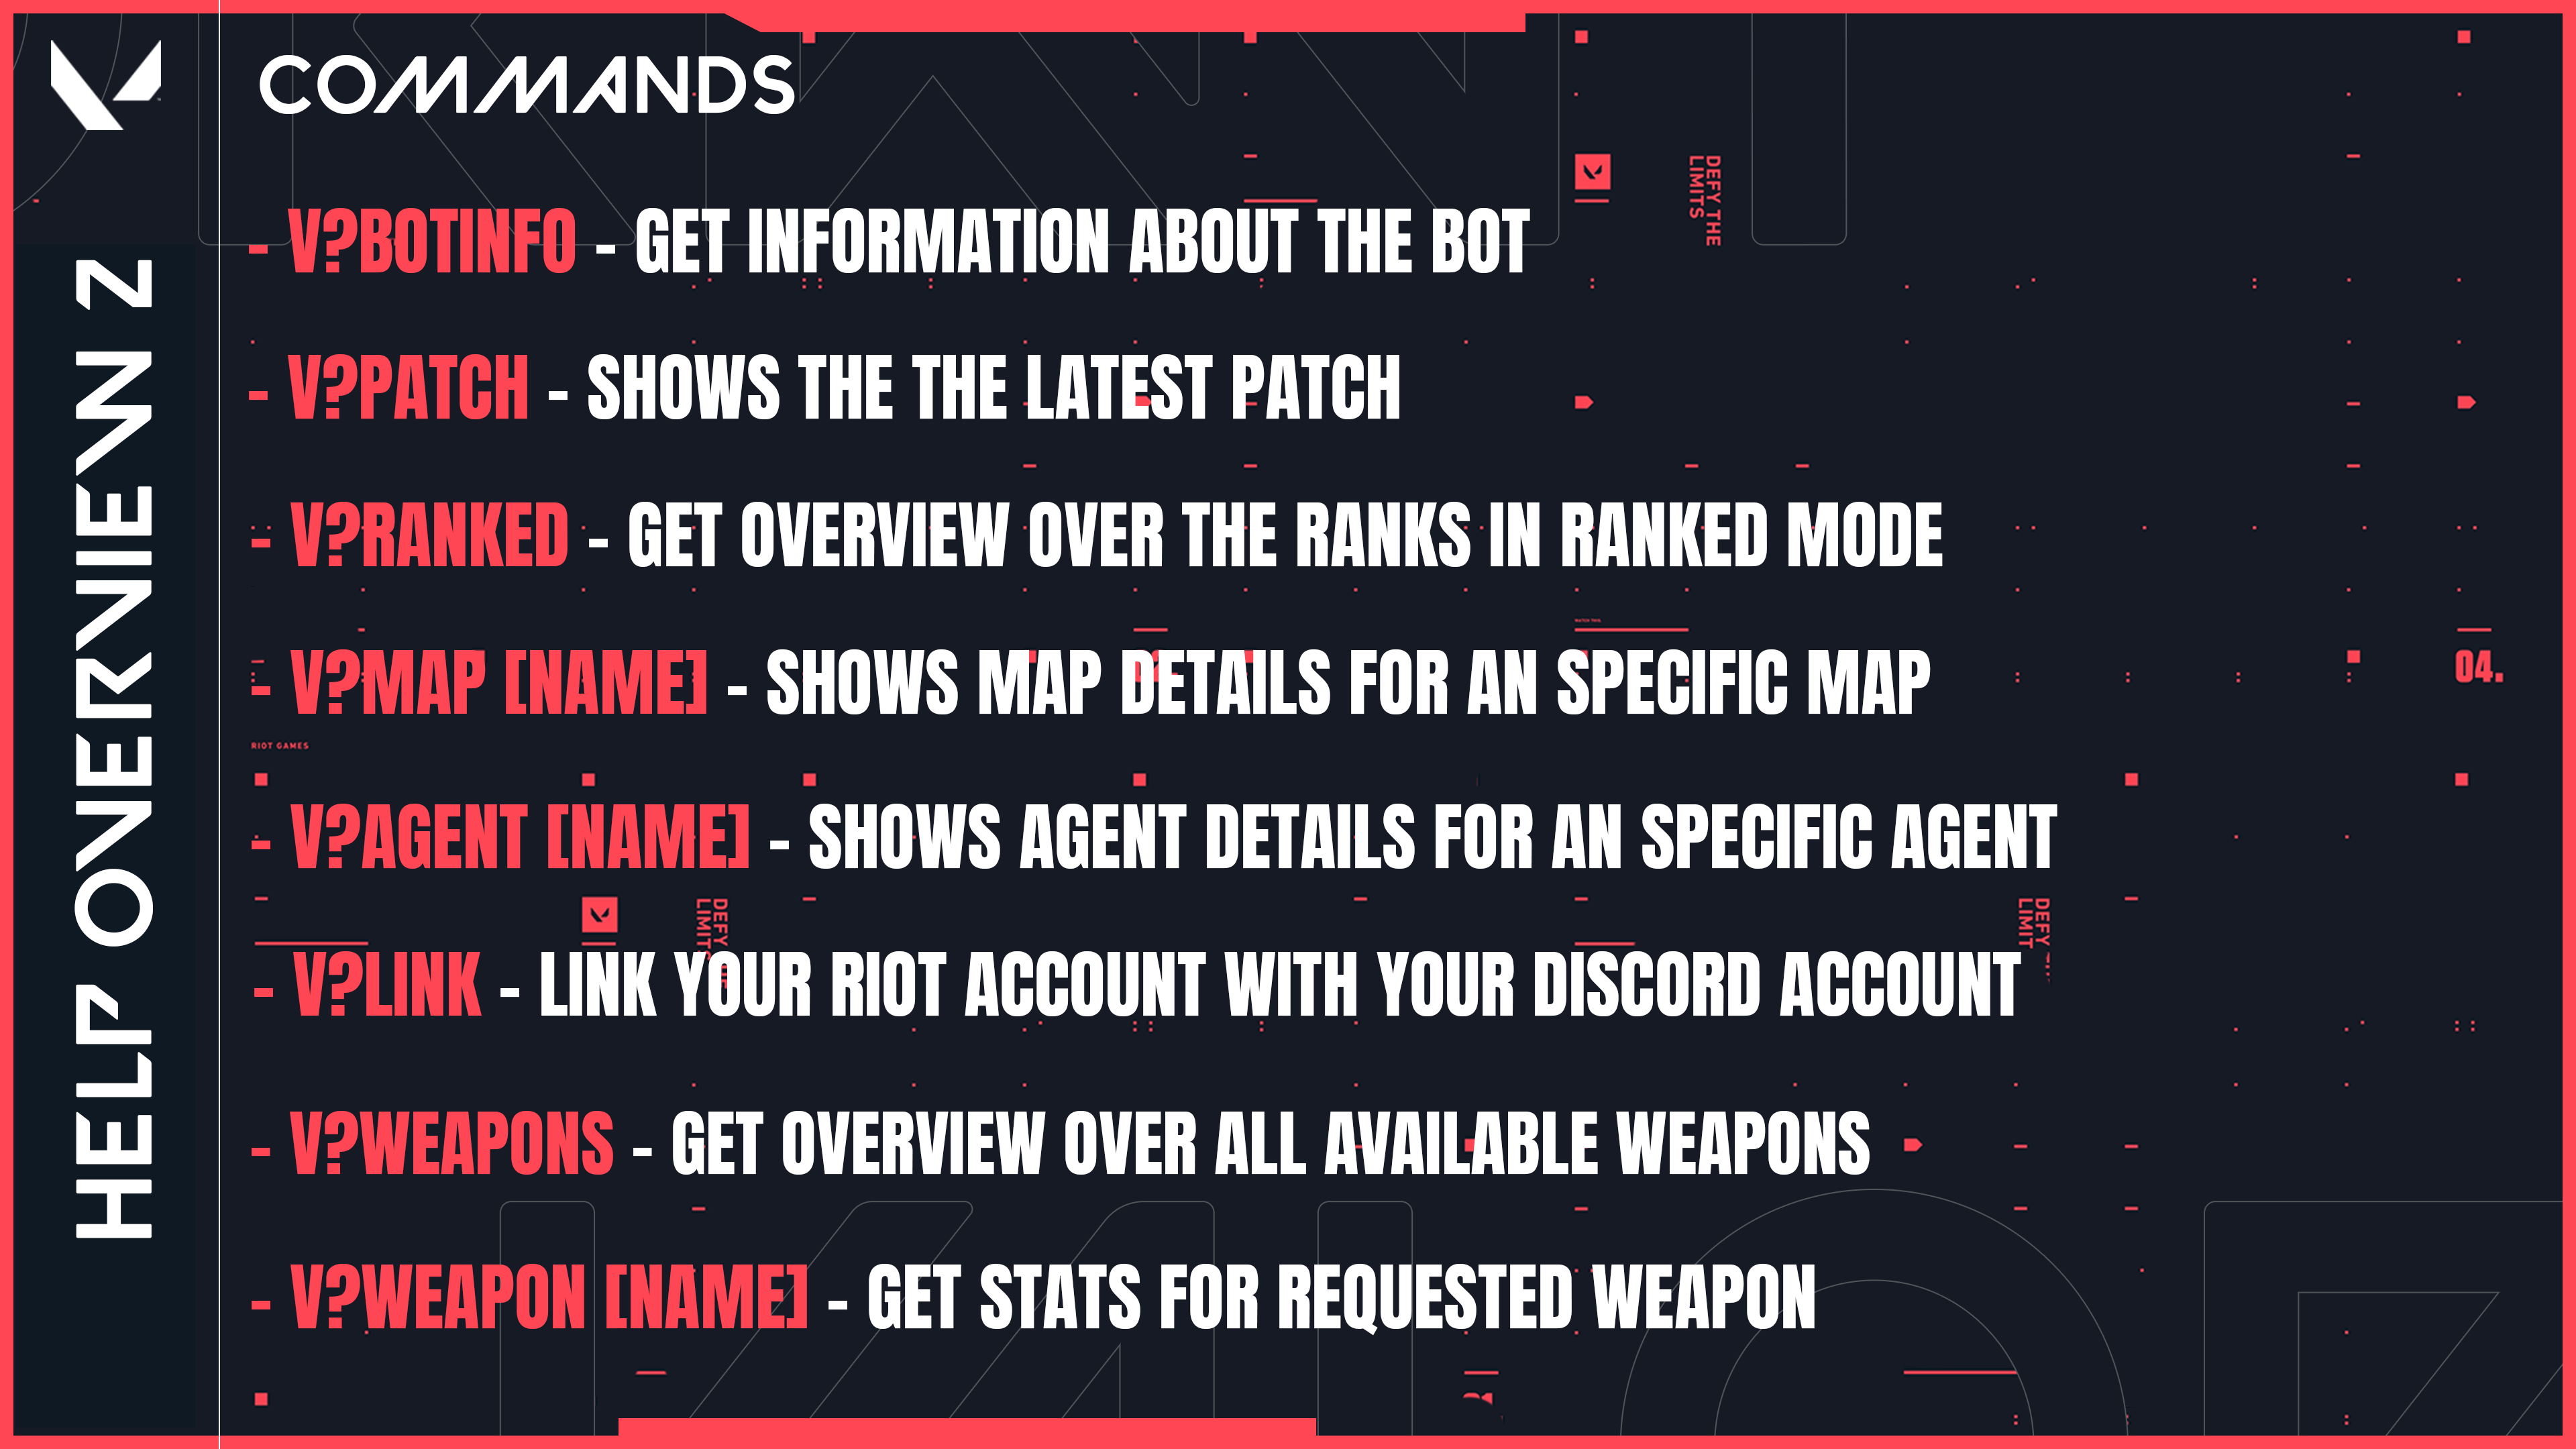 COMMANDS
HELP OVERVIEW 2
DEFY THE
LIMITS
- V?BOTINFO - GET INFORMATION ABOUT THE BOT
- V?PATCH - SHOWS THE THE LATEST PATCH
- V?RANKED - GET OVERVIEW OVER THE RANKS IN RANKED MODE
- V?MAP [NAME] - SHOWS MAP DETAILS FOR AN SPECIFIC MAP
04.
RIOT GAMES
- V?AGENT [NAME] - SHOWS AGENT DETAILS FOR AN SPECIFIC AGENT
DEFY
LIMIT
DEFY
LIMIT
- V?LINK - LINK YOUR RIOT ACCOUNT WITH YOUR DISCORD ACCOUNT
- V?WEAPONS - GET OVERVIEW OVER ALL AVAILABLE WEAPONS
- V?WEAPON [NAME] - GET STATS FOR REQUESTED WEAPON